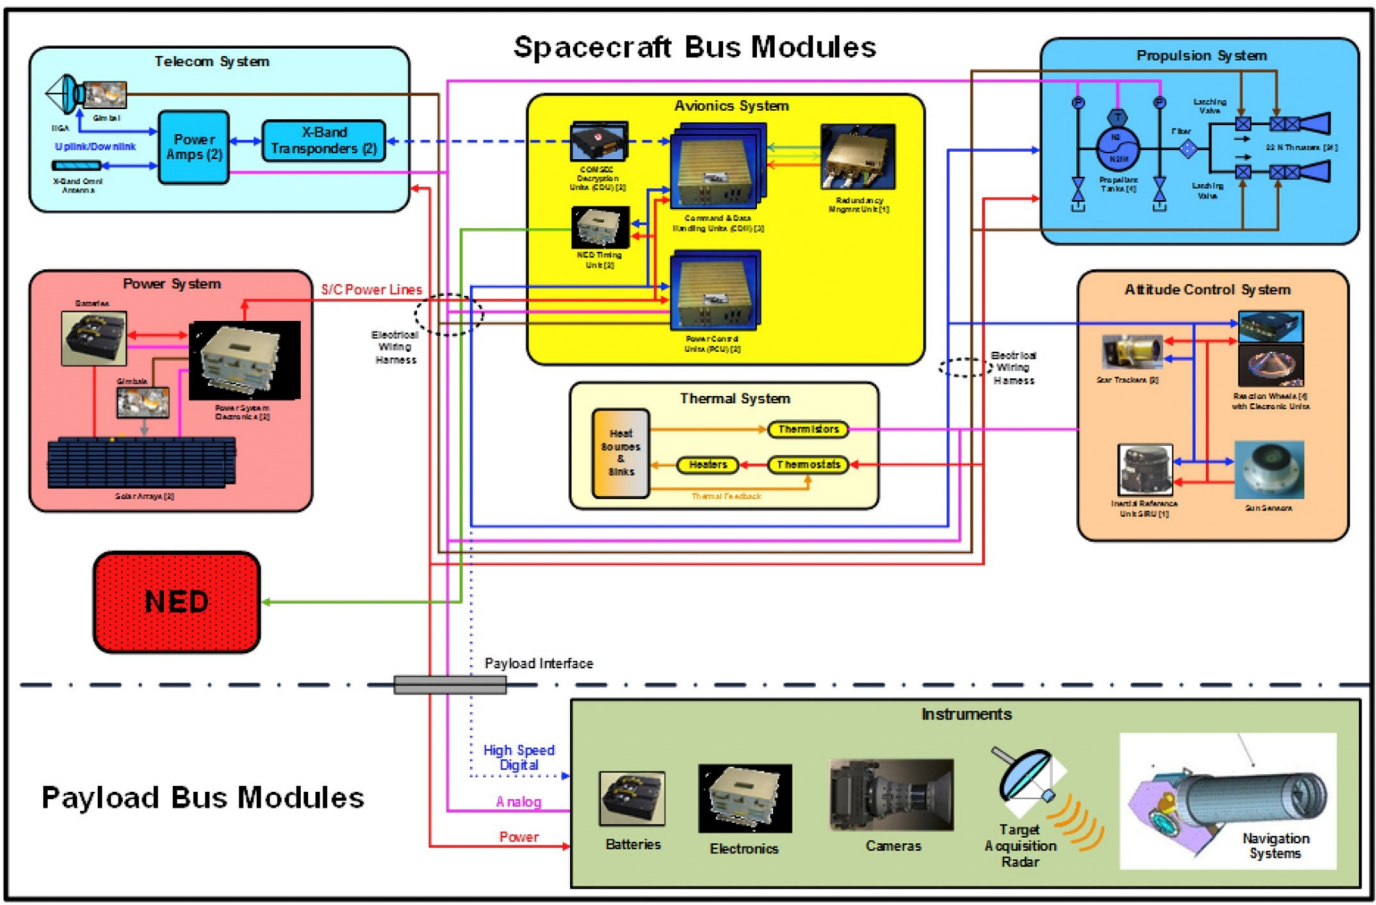 Spacecraft Bus Modules
Telecom System
Gimbal
HGA
Uplink/Downlink
X-Band Omni
Antenna
Power
Amps (2)
X-Band
Transponders (2)
Avionics System
COMSEC
Decryption
Units (CDU) [2]
Command & Data
Handling Units (CDH) [3]
Redundancy
Mngmnt Unit [1]
NED Timing
Unit [2]
Power Control
Units (PCU) [2]
Propulsion System
P
T
P
N2
N2H4
Propellant
Tanks [4]
Filter
Latching
Valve
22 N Thrusters
Latching
Valve
Power System
Batteries
Gimbals
Power System
Electronics [2]
Solar Arrays [2]
S/C Power Lines
Electrical
Wiring
Harness
Thermal System
Heat
Sources
&
Sinks
Thermistors
Heaters
Thermostats
Thermal Feedback
Electrical
Wiring
Harness
Attitude Control System
Star Trackers [2]
Reaction Wheels [4]
with Electronic Units
Inertial Reference
Unit SIRU [1]
Sun Sensors
NED
Payload Interface
Payload Bus Modules
High Speed
Digital
Analog
Power
Instruments
Batteries
Electronics
Cameras
Target
Acquisition
Radar
Navigation
Systems